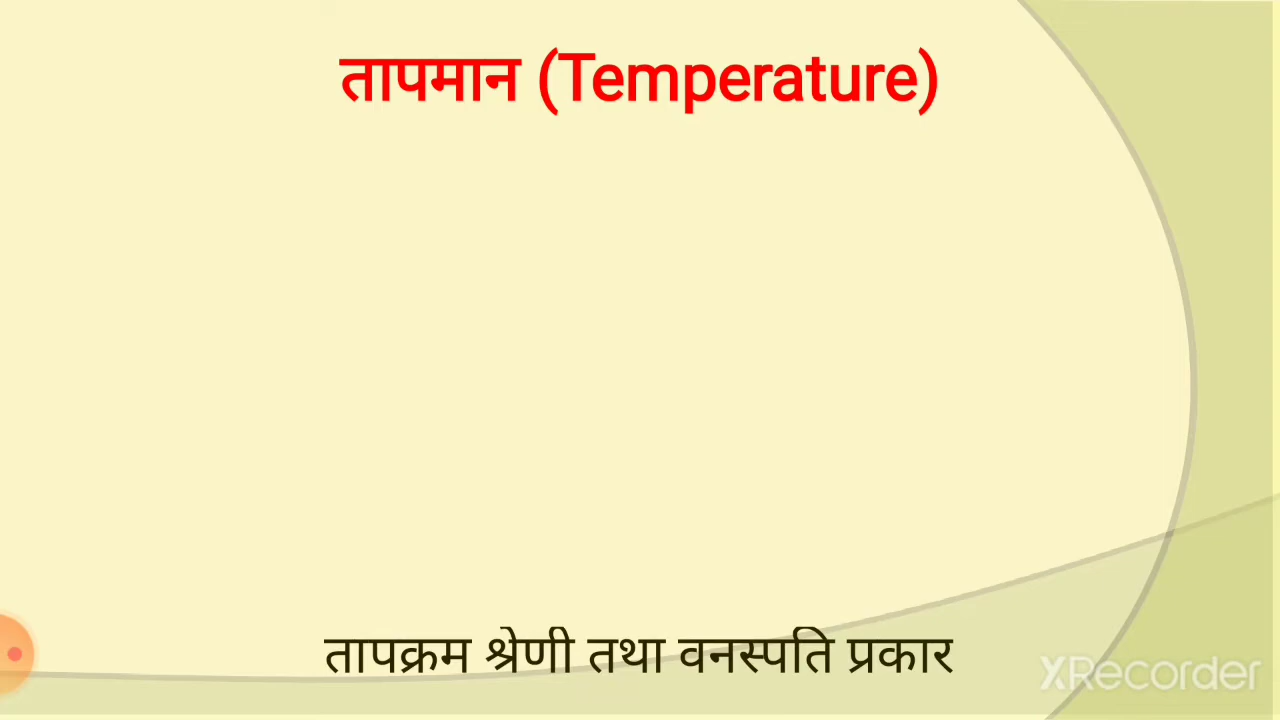 तापमान (Temperature)
तापक्रम श्रेणी तथा वनस्पति प्रकार
XRecorder